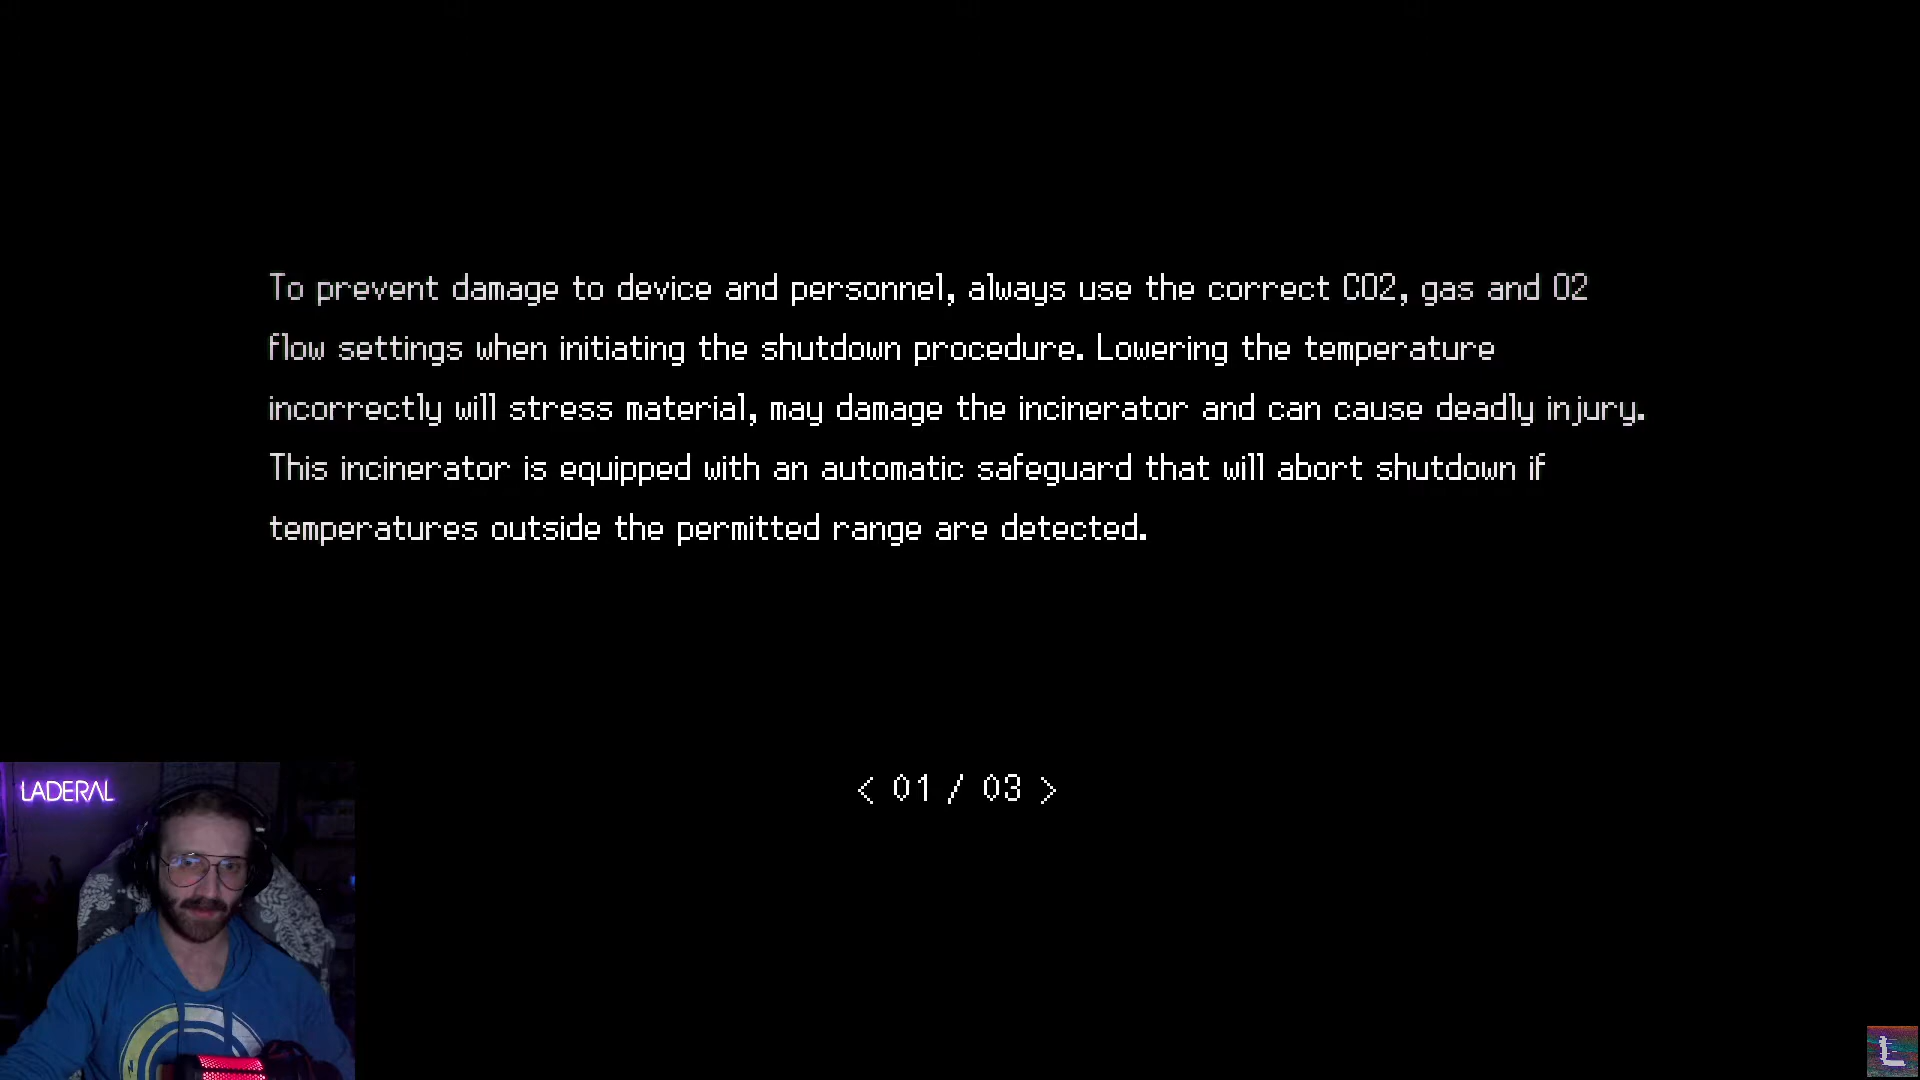 To prevent damage to device and personnel, always use the correct CO2, gas and O2
flow settings when initiating the shutdown procedure. Lowering the temperature
incorrectly will stress material, may damage the incinerator and can cause deadly injury.
This incinerator is equipped with an automatic safeguard that will abort shutdown if
temperatures outside the permitted range are detected.
< 01 / 03 >
LADERAL
L